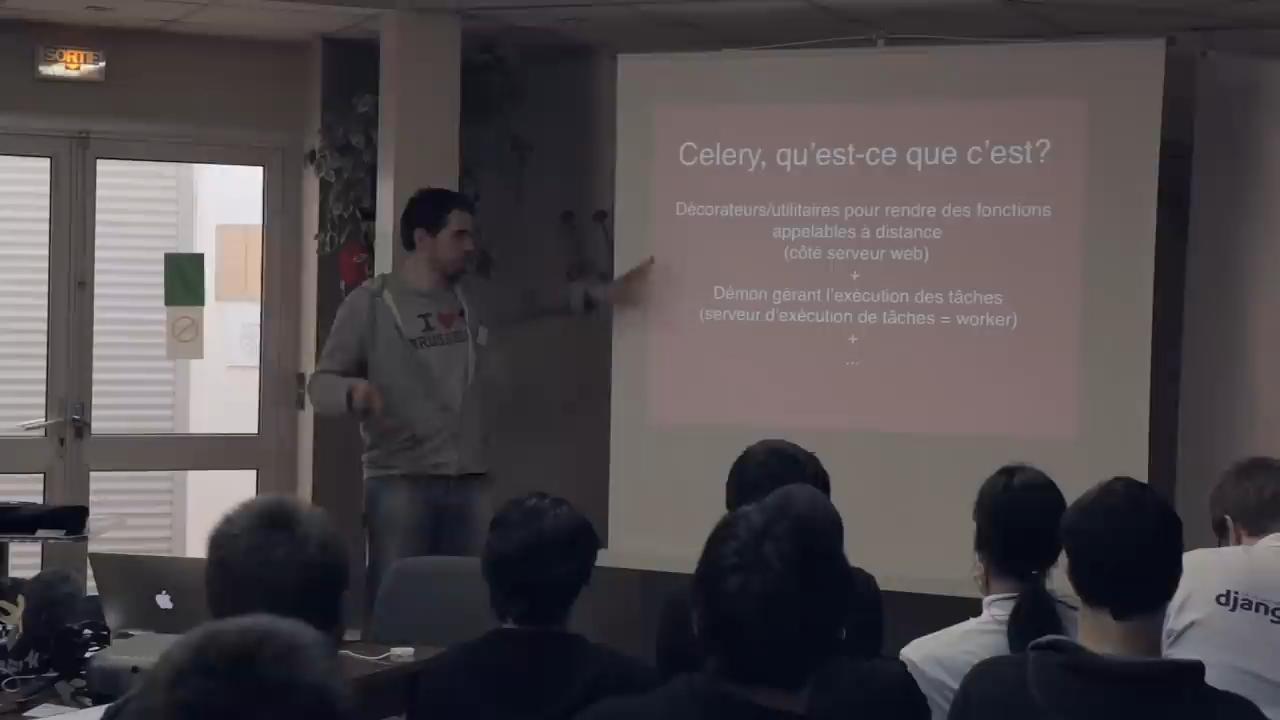 SORTIE
Celery, qu'est-ce que c'est?
Décorateurs/utilitaires pour rendre des fonctions
appelables à distance
(côté serveur web)
+
Démon gérant l'exécution des tâches
(serveur d'exécution de tâches = worker)
+
...
I
djang